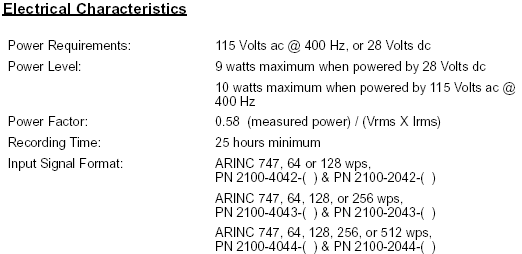 Electrical Characteristics
Power Requirements: 115 Volts ac @ 400 Hz, or 28 Volts dc
Power Level: 9 watts maximum when powered by 28 Volts dc
10 watts maximum when powered by 115 Volts ac @
400 Hz
Power Factor: 0.58 (measured power) / (Vrms X Irms)
Recording Time: 25 hours minimum
Input Signal Format: ARINC 747, 64 or 128 wps,
PN 2100-4042-( ) & PN 2100-2042-( )
ARINC 747, 64, 128, or 256 wps,
PN 2100-4043-( ) & PN 2100-2043-( )
ARINC 747, 64, 128, 256, or 512 wps,
PN 2100-4044-( ) & PN 2100-2044-( )